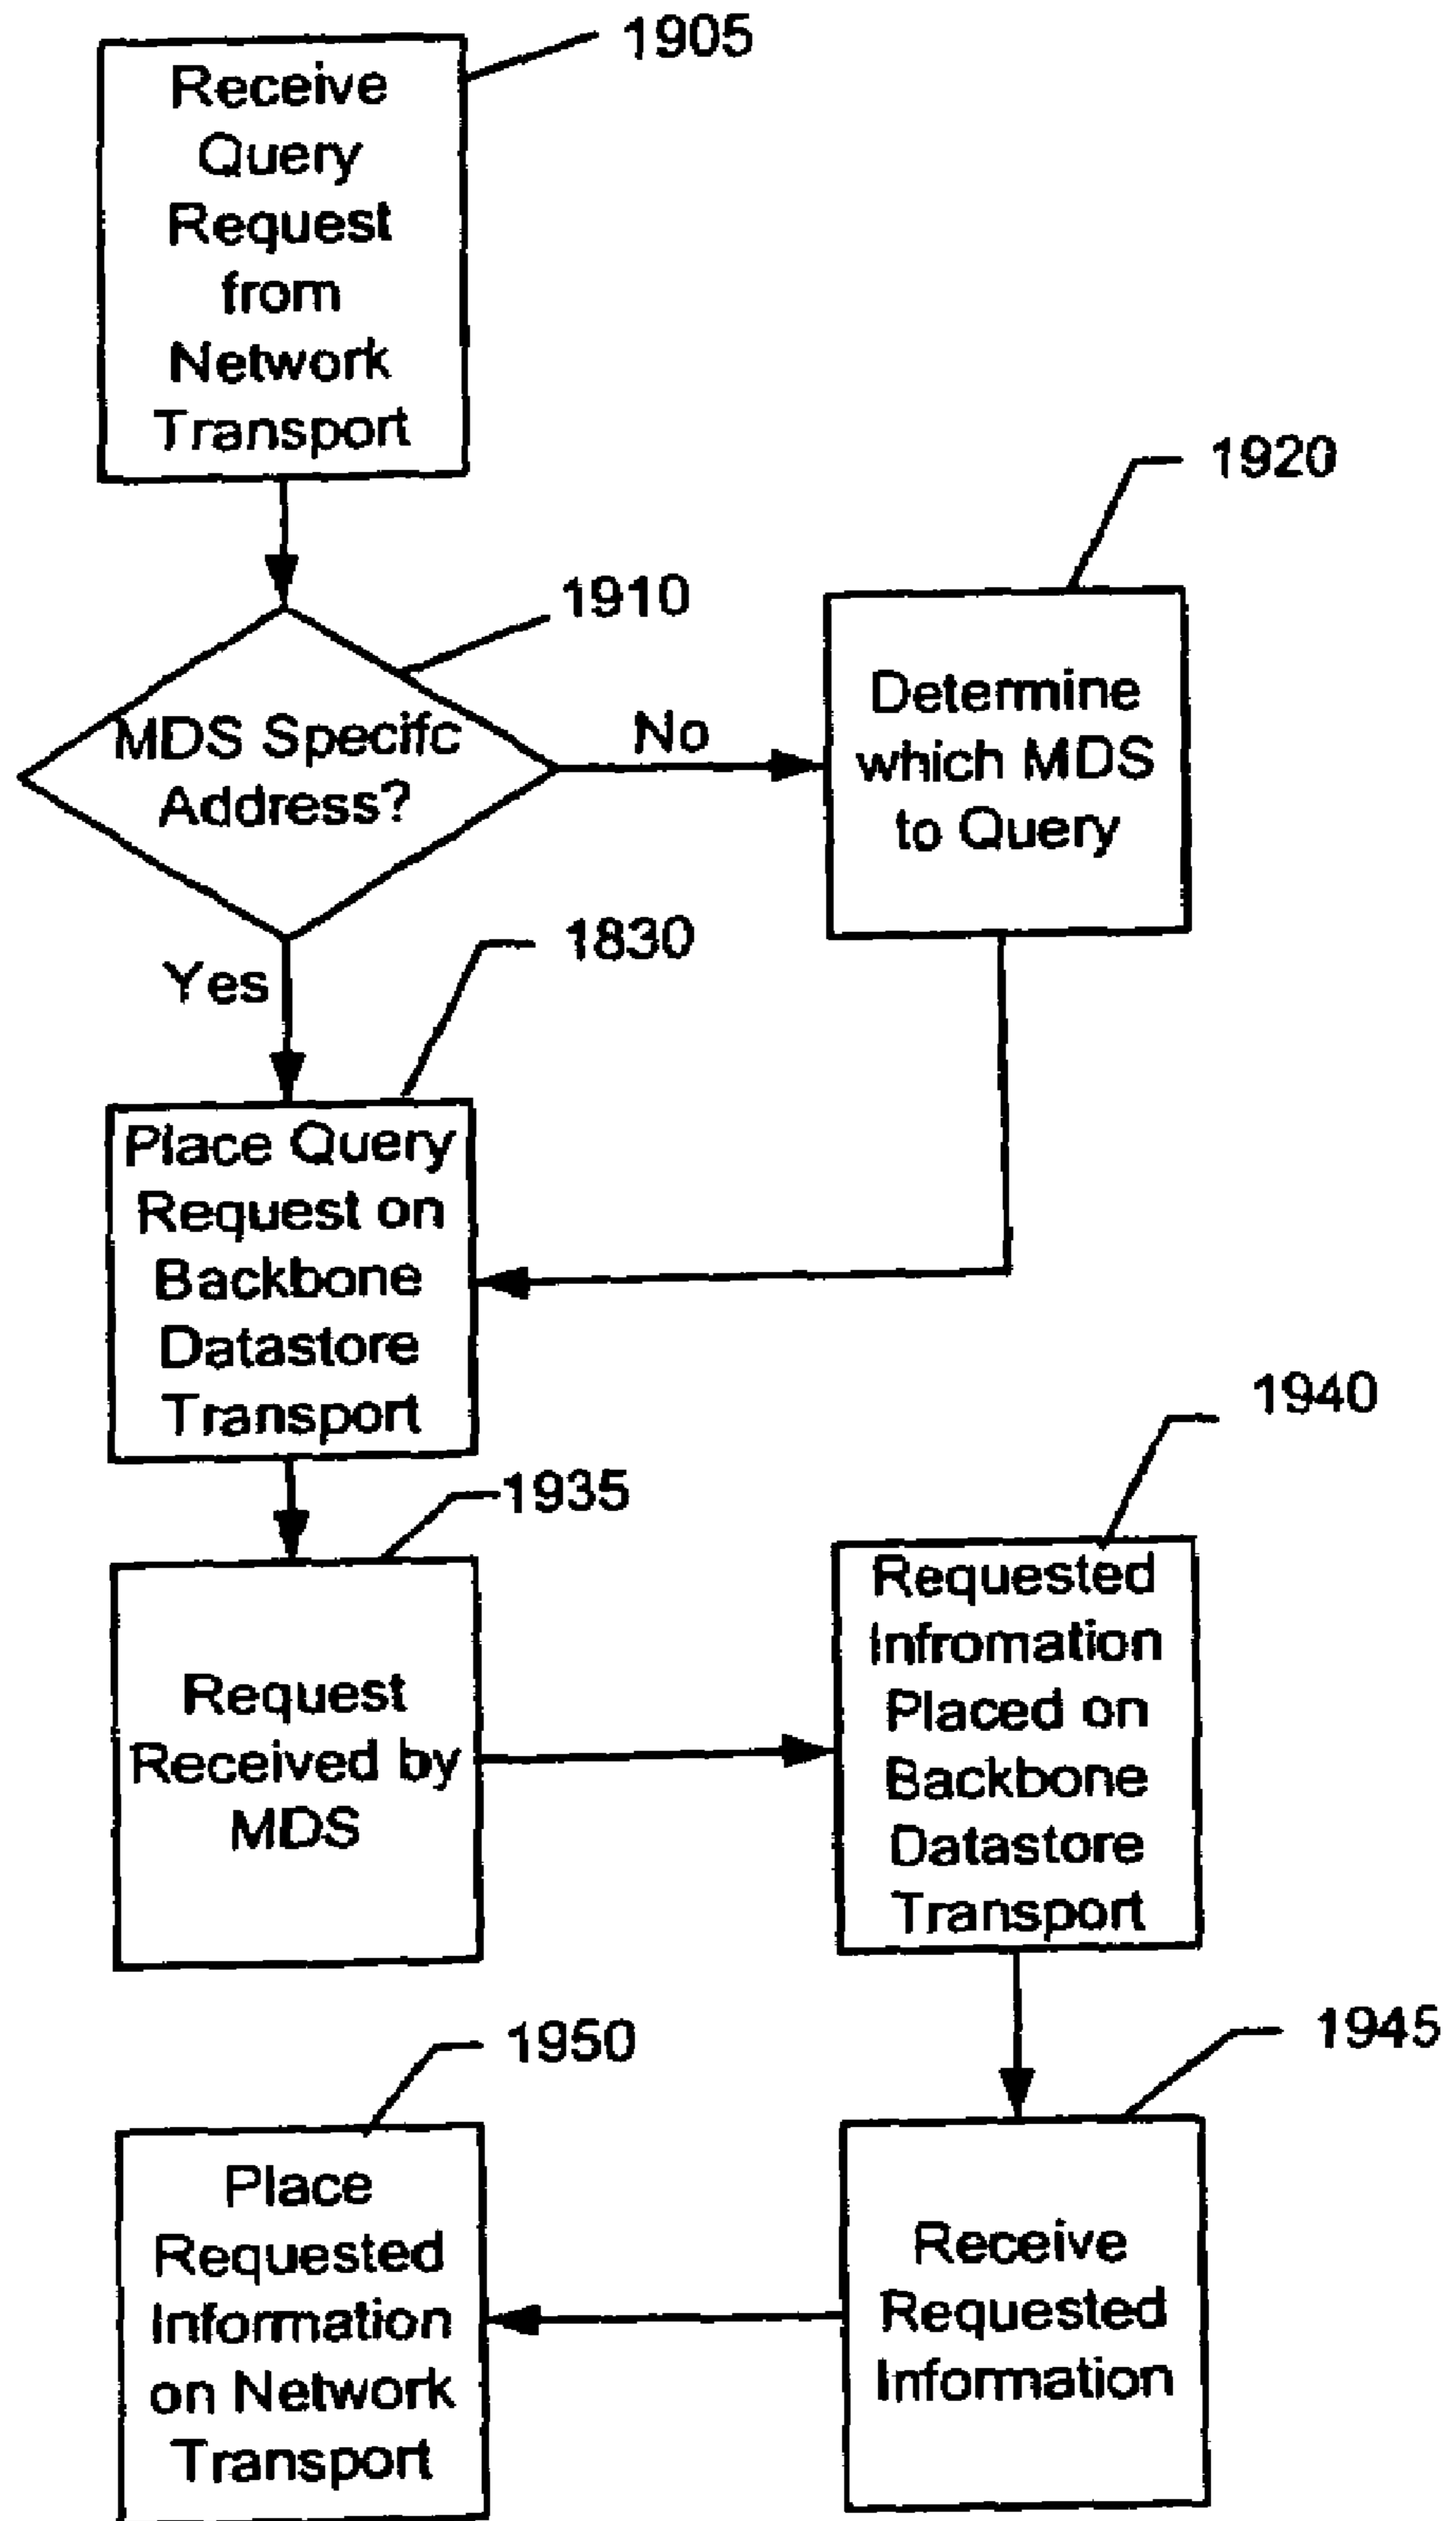 1905
Receive
Query
Request
from
Network
Transport
1910
MDS Specifc
Address?
No
1920
Determine
which MDS
to Query
Yes
1830
Place Query
Request on
Backbone
Datastore
Transport
1935
Request
Received by
MDS
1940
Requested
Infromation
Placed on
Backbone
Datastore
Transport
1945
Receive
Requested
Information
1950
Place
Requested
Information
on Network
Transport